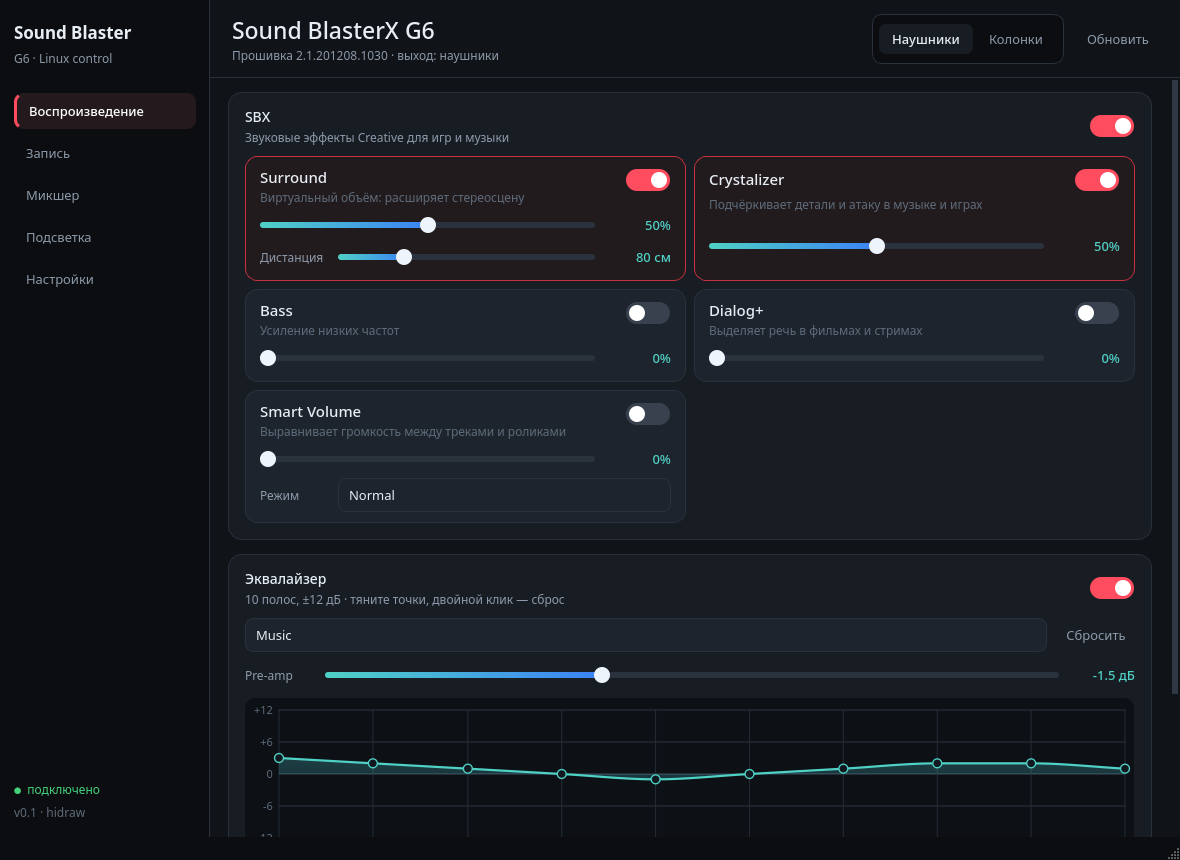 Sound Blaster
G6 · Linux control
Воспроизведение
Запись
Микшер
Подсветка
Настройки
● подключено
v0.1 · hidraw
Sound BlasterX G6
Прошивка 2.1.201208.1030 · выход: наушники
Наушники
Колонки
Обновить
SBX
Звуковые эффекты Creative для игр и музыки
Surround
Виртуальный объём: расширяет стереосцену
50%
Дистанция
80 см
Crystalizer
Подчёркивает детали и атаку в музыке и играх
50%
Bass
Усиление низких частот
0%
Dialog+
Выделяет речь в фильмах и стримах
0%
Smart Volume
Выравнивает громкость между треками и роликами
0%
Режим
Normal
Эквалайзер
10 полос, ±12 дБ · тяните точки, двойной клик — сброс
Music
Сбросить
Pre-amp
-1.5 дБ
+12
+6
0
-6